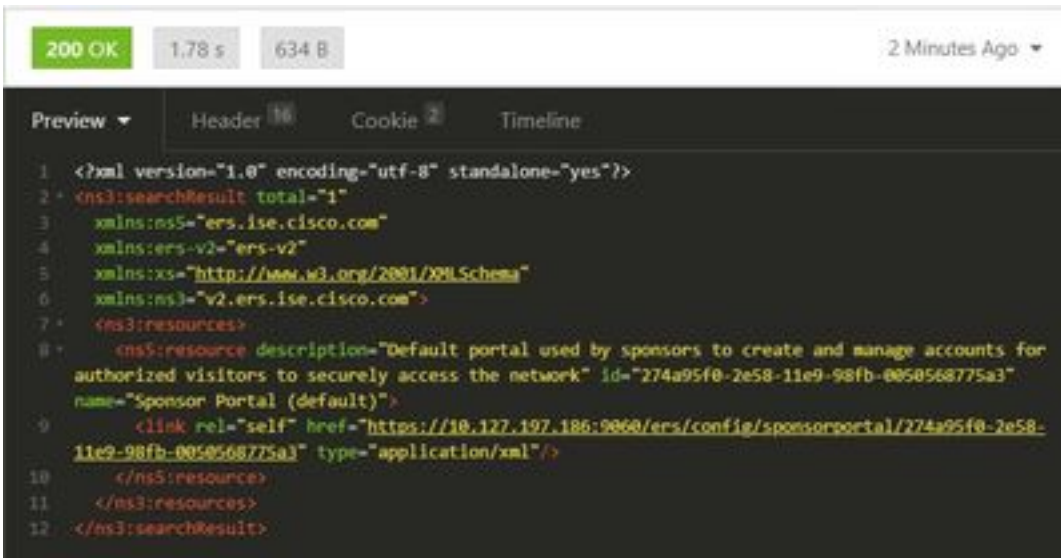 200 OK 1.78 s 634 B 2 Minutes Ago
Preview Header 16 Cookie 2 Timeline
1 <?xml version="1.0" encoding="utf-8" standalone="yes"?>
2 <ns3:searchResult total="1"
3 xmlns:ns5="ers.ise.cisco.com"
4 xmlns:ers-v2="ers-v2"
5 xmlns:xs="http://www.w3.org/2001/XMLSchema"
6 xmlns:ns3="v2.ers.ise.cisco.com">
7 <ns3:resources>
8 <ns5:resource description="Default portal used by sponsors to create and manage accounts for
authorized visitors to securely access the network" id="274a95f0-2e58-11e9-98fb-0050568775a3"
name="Sponsor Portal (default)">
9 <link rel="self" href="https://10.127.197.186:9060/ers/config/sponsorportal/274a95f0-2e58-
11e9-98fb-0050568775a3" type="application/xml"/>
10 </ns5:resource>
11 </ns3:resources>
12 </ns3:searchResult>